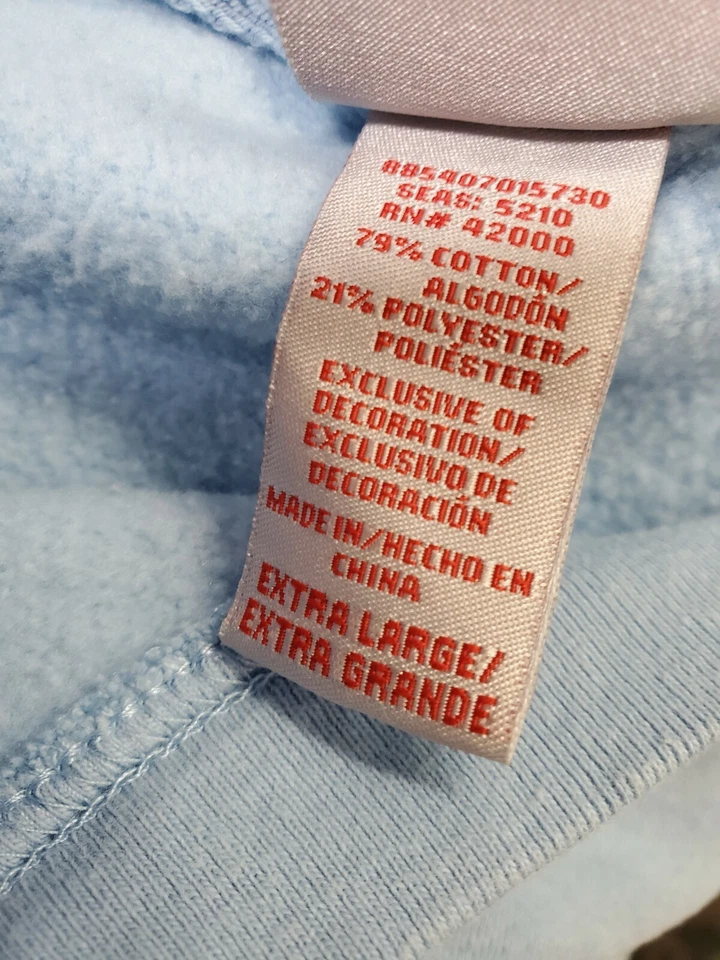 885407015730
SEAS: 5210
RN# 42000
79% COTTON/
ALGODÓN
21% POLYESTER/
POLIÉSTER
EXCLUSIVE OF
DECORATION/
EXCLUSIVO DE
DECORACIÓN
MADE IN/HECHO EN
CHINA
EXTRA LARGE/
EXTRA GRANDE